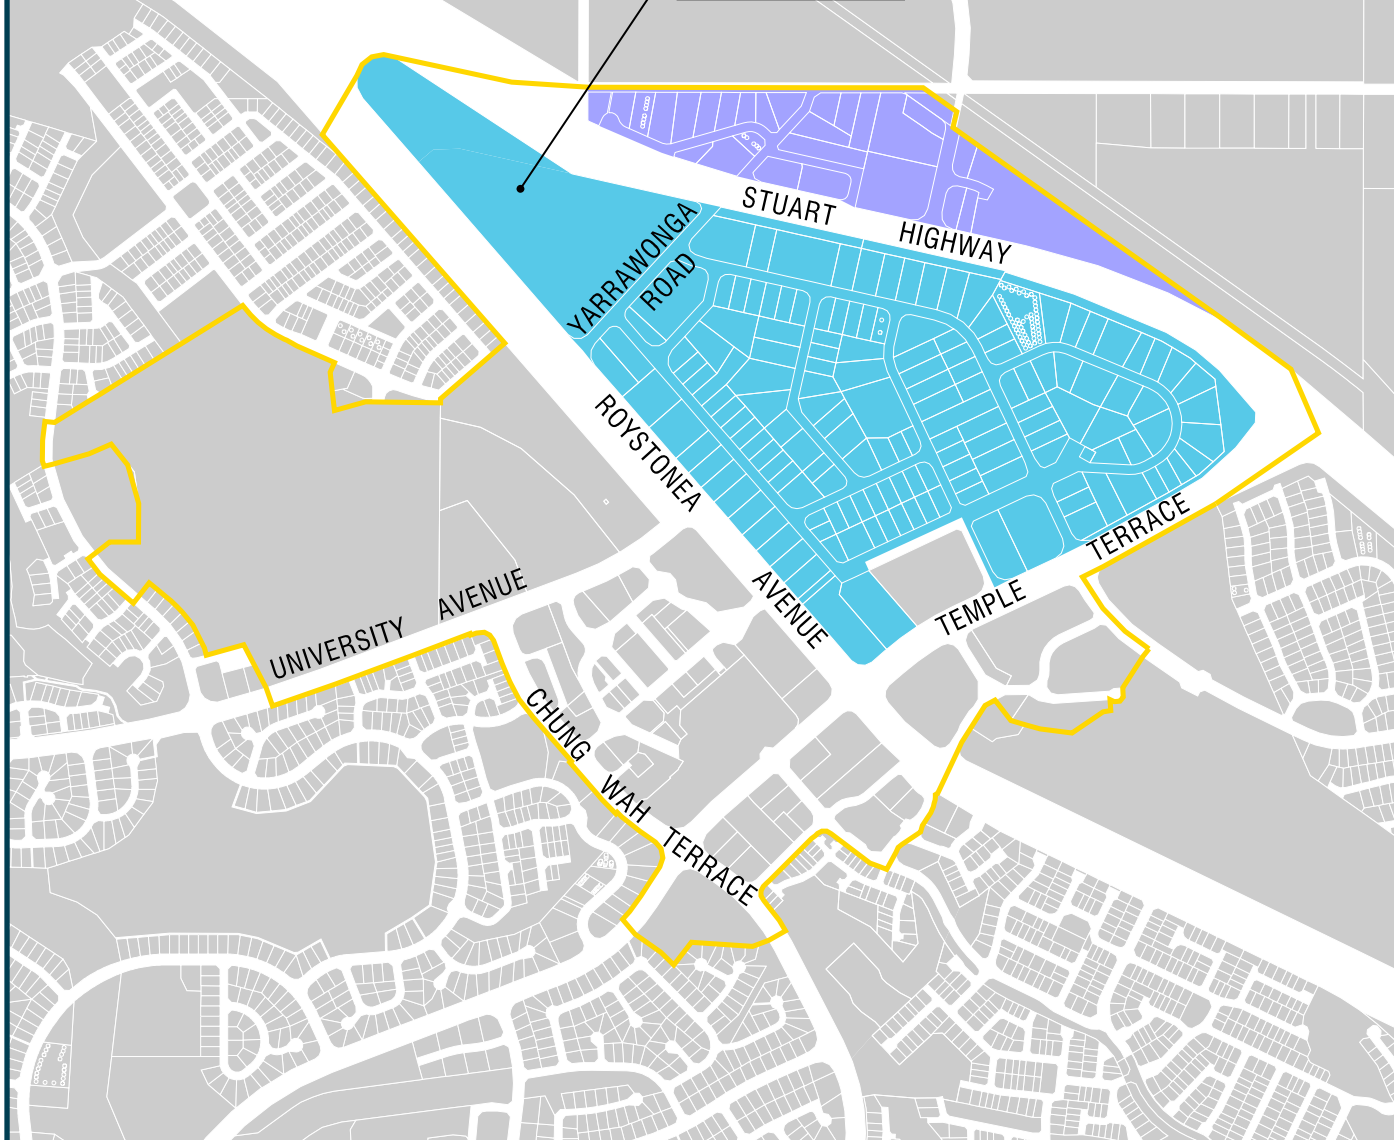 STUART HIGHWAY
YARRAWONGA
ROAD
ROYSTONEA AVENUE
UNIVERSITY AVENUE
TEMPLE TERRACE
CHUNG WAH TERRACE